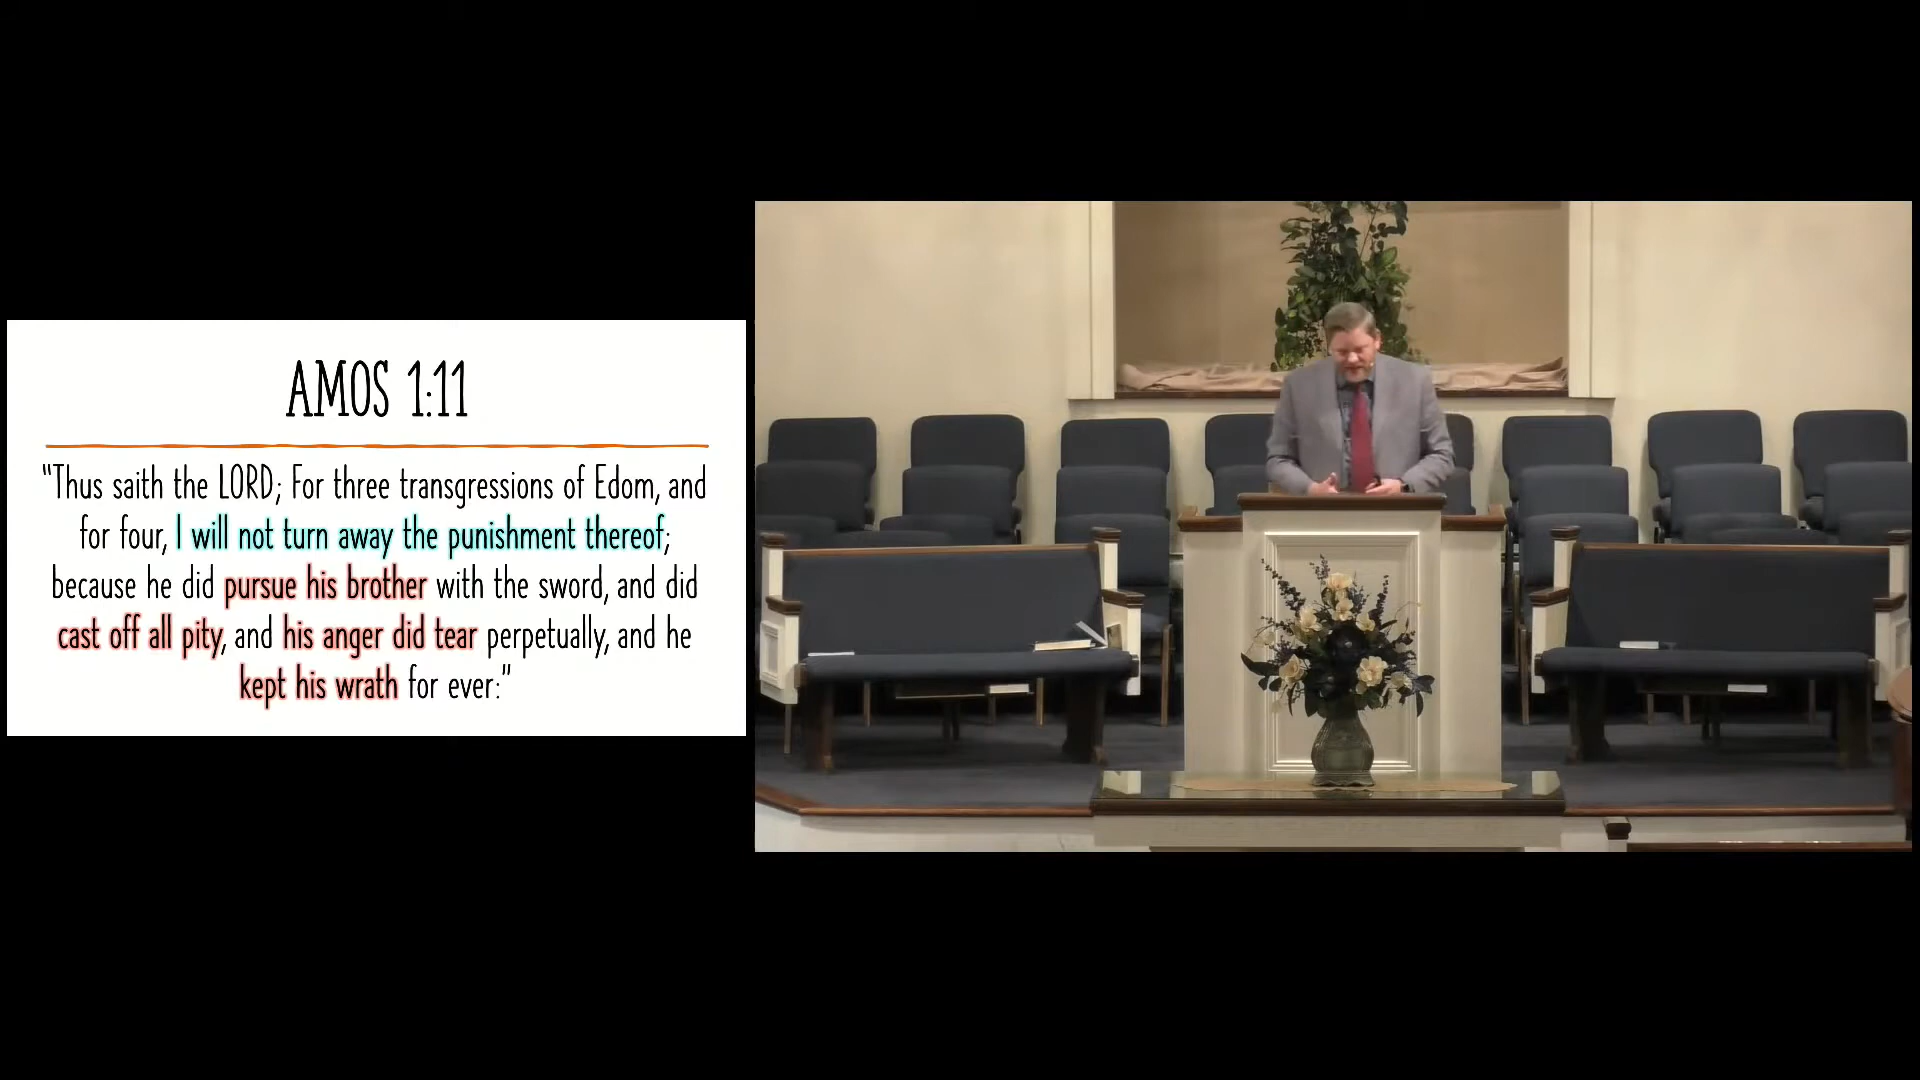 AMOS 1:11
“Thus saith the LORD; For three transgressions of Edom, and
for four, I will not turn away the punishment thereof;
because he did pursue his brother with the sword, and did
cast off all pity, and his anger did tear perpetually, and he
kept his wrath for ever:”